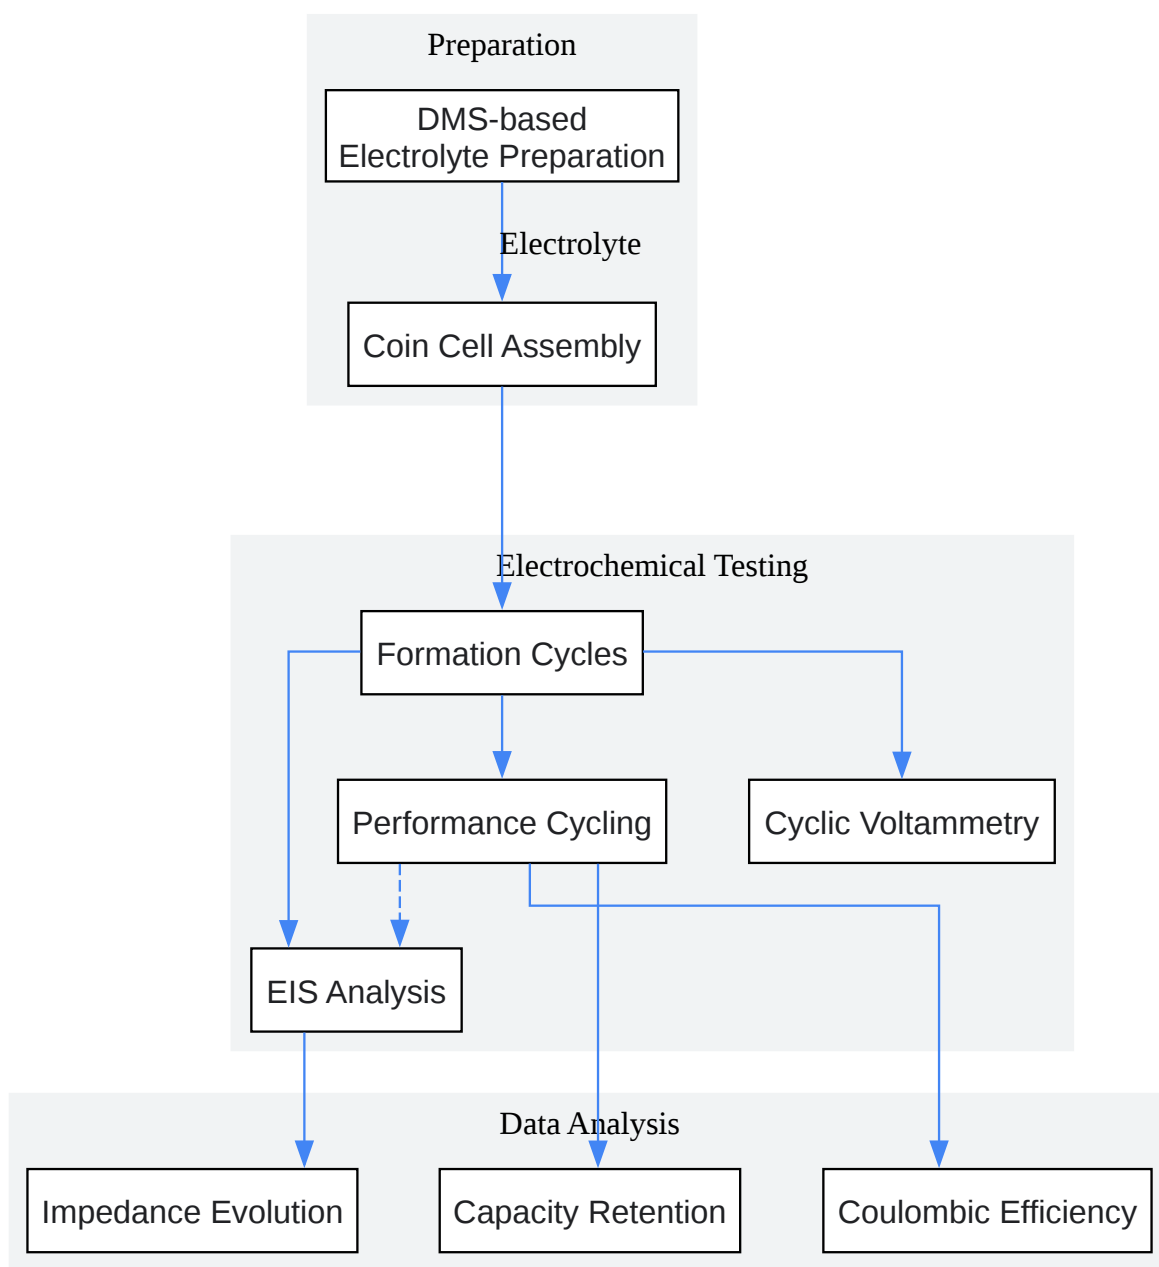 Preparation
DMS-based
Electrolyte Preparation
Electrolyte
Coin Cell Assembly
Electrochemical Testing
Formation Cycles
Performance Cycling
Cyclic Voltammetry
EIS Analysis
Data Analysis
Impedance Evolution
Capacity Retention
Coulombic Efficiency